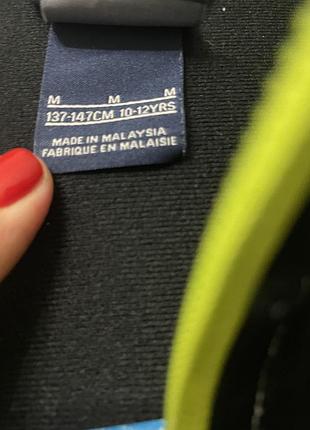 M M M
137-147CM 10-12YRS
MADE IN MALAYSIA
FABRIQUE EN MALAISIE